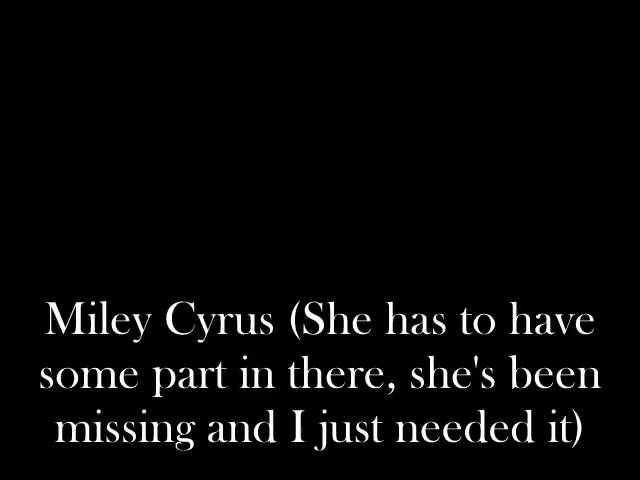 Miley Cyrus (She has to have
some part in there, she's been
missing and I just needed it)